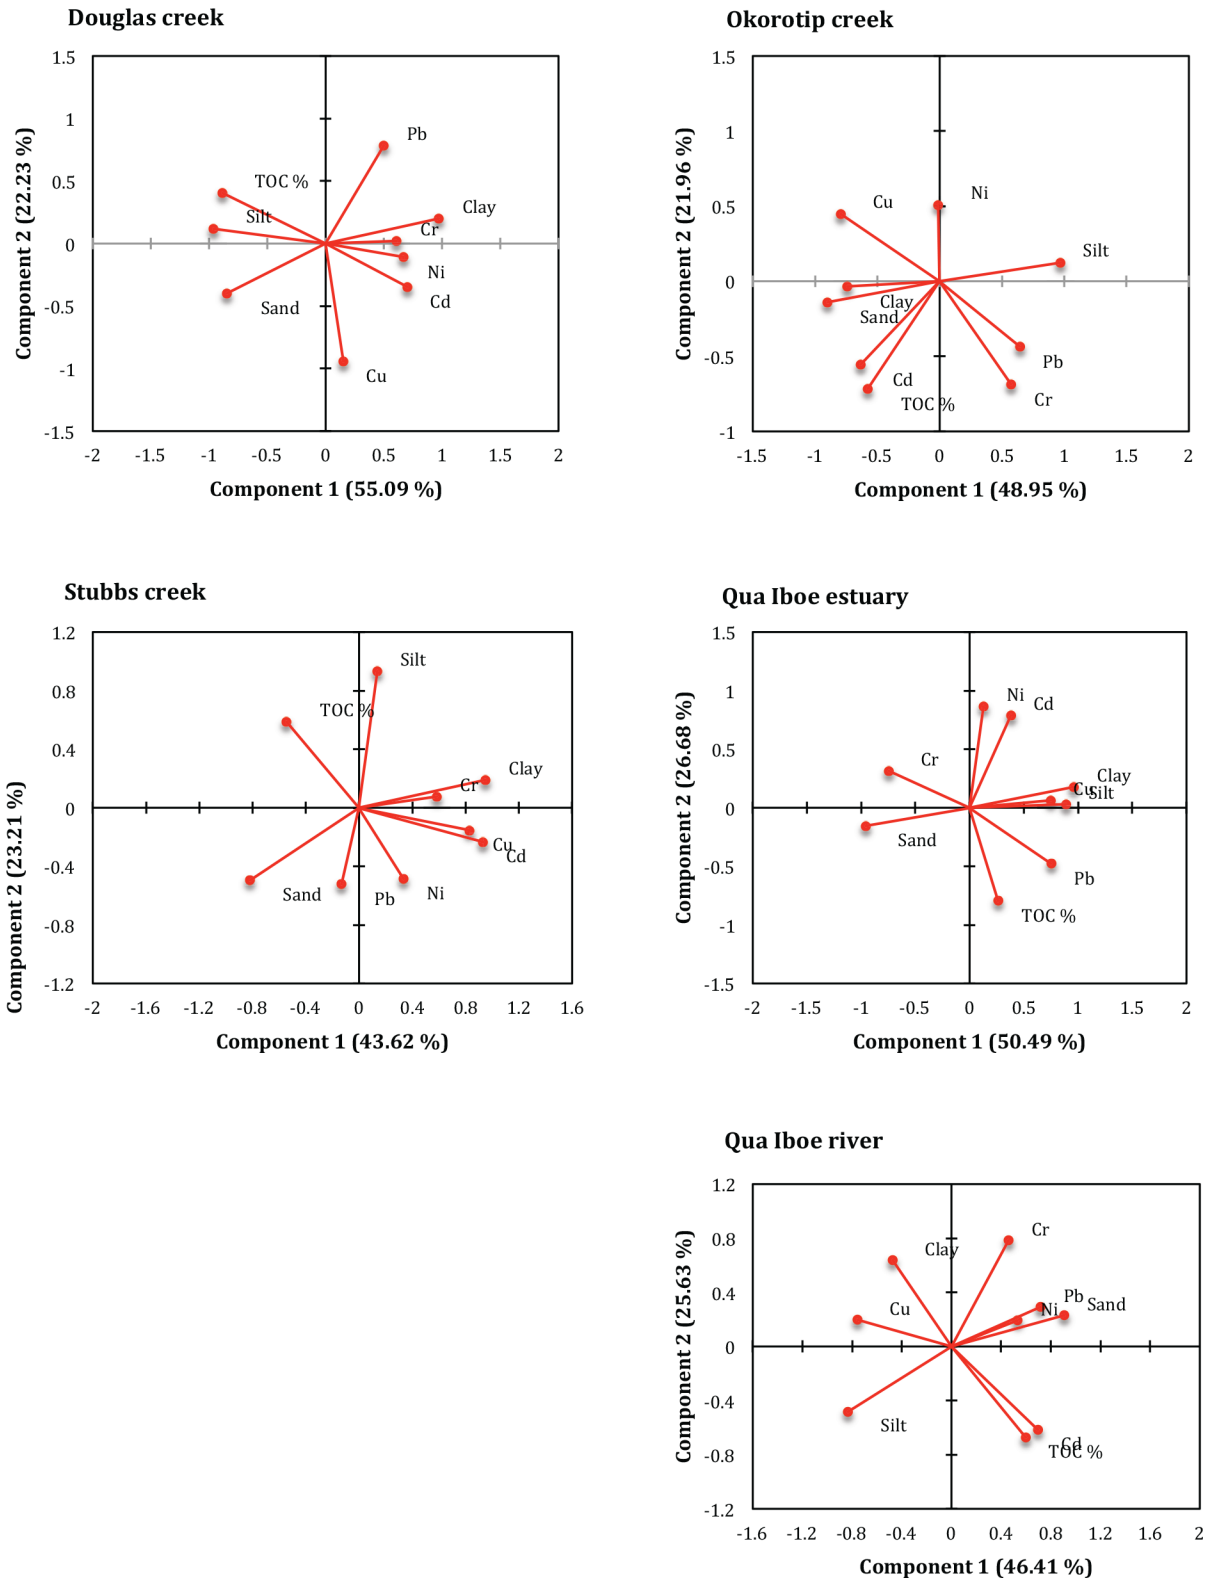 Douglas creek
1.5
1
0.5
0
-0.5
-1
-1.5
Component 2 (22.23 %)
Pb
TOC %
Silt
Clay
Cr
Ni
Cd
Sand
Cu
-2 -1.5 -1 -0.5 0 0.5 1 1.5 2
Component 1 (55.09 %)
Okorotip creek
1.5
1
0.5
0
-0.5
-1
Component 2 (21.96 %)
Ni
Cu
Silt
Clay
Sand
Pb
Cd
Cr
TOC %
-1.5 -1 -0.5 0 0.5 1 1.5 2
Component 1 (48.95 %)
Stubbs creek
1.2
0.8
0.4
0
-0.4
-0.8
-1.2
Component 2 (23.21 %)
Silt
TOC %
Clay
Cr
Cu
Cd
Sand
Pb
Ni
-2 -1.6 -1.2 -0.8 -0.4 0 0.4 0.8 1.2 1.6
Component 1 (43.62 %)
Qua Iboe estuary
1.5
1
0.5
0
-0.5
-1
-1.5
Component 2 (26.68 %)
Ni
Cd
Cr
Clay
Cu
Silt
Sand
Pb
TOC %
-2 -1.5 -1 -0.5 0 0.5 1 1.5 2
Component 1 (50.49 %)
Qua Iboe river
1.2
0.8
0.4
0
-0.4
-0.8
-1.2
Component 2 (25.63 %)
Cr
Clay
Pb
Sand
Ni
Cu
Silt
Cd
TOC %
-1.6 -1.2 -0.8 -0.4 0 0.4 0.8 1.2 1.6 2
Component 1 (46.41 %)